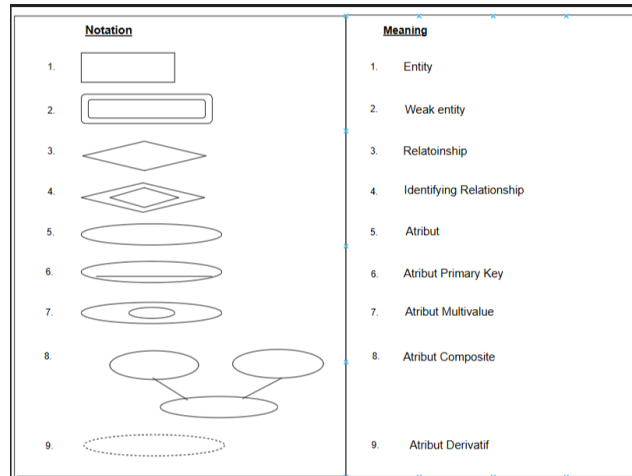 Notation
Meaning
1.
1. Entity
2.
2. Weak entity
3.
3. Relatoinship
4.
4. Identifying Relationship
5.
5. Atribut
6.
6. Atribut Primary Key
7.
7. Atribut Multivalue
8.
8. Atribut Composite
9.
9. Atribut Derivatif